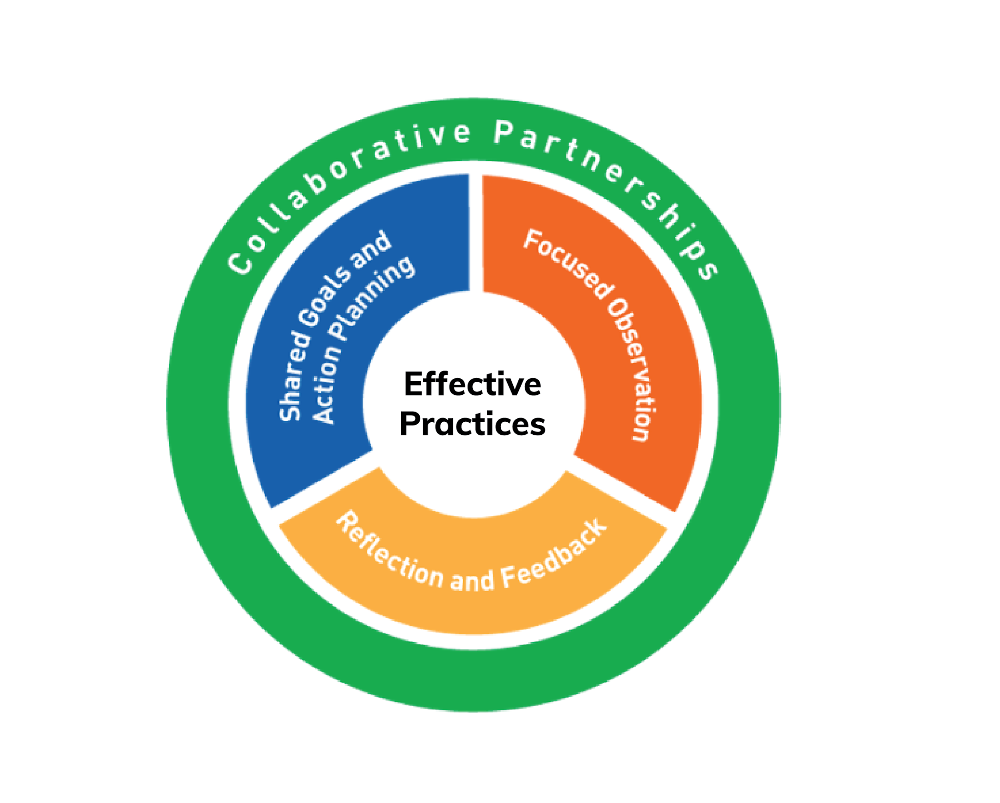 Collaborative Partnerships
Shared Goals and
Action Planning
Focused Observation
Reflection and Feedback
Effective
Practices